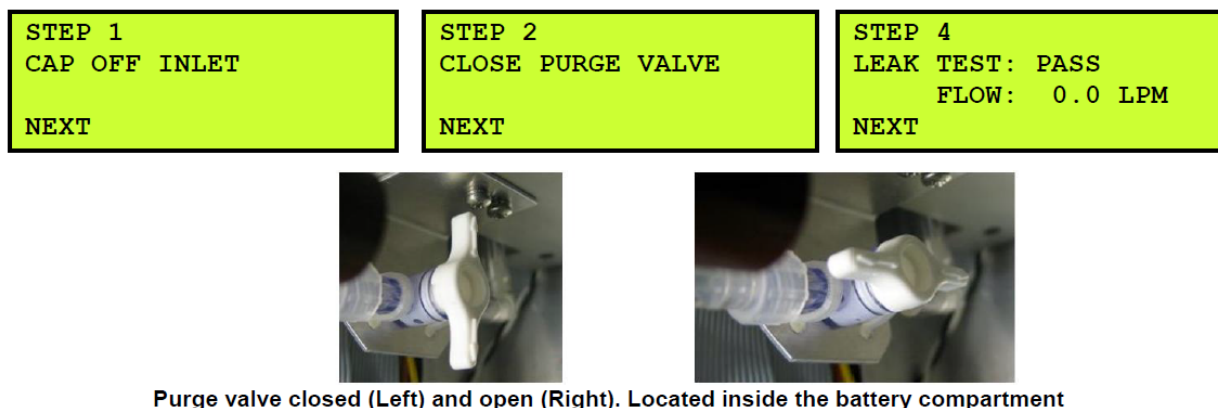 STEP 1
CAP OFF INLET
NEXT
STEP 2
CLOSE PURGE VALVE
NEXT
STEP 4
LEAK TEST: PASS
FLOW: 0.0 LPM
NEXT
Purge valve closed (Left) and open (Right). Located inside the battery compartment